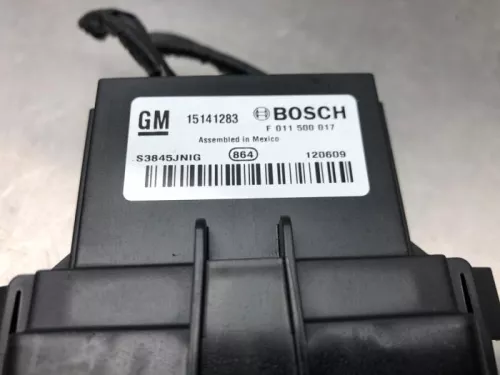 GM 15141283 BOSCH
F 011 500 017
Assembled in Mexico
S3845JNIG 864 120609